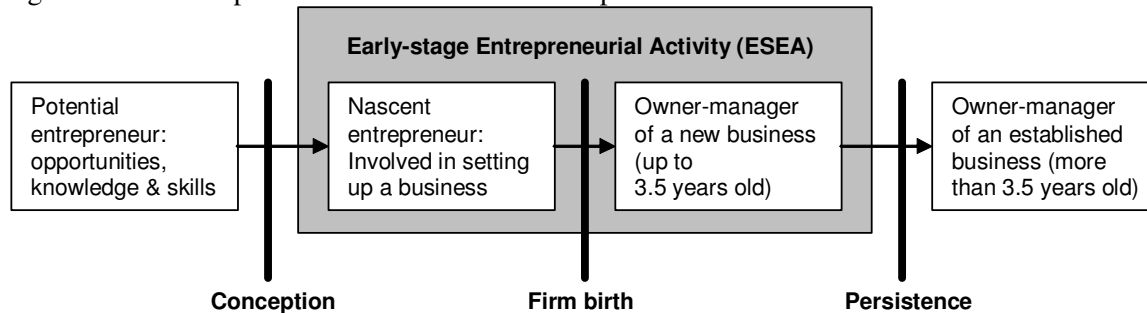 Early-stage Entrepreneurial Activity (ESEA)
Potential
entrepreneur:
opportunities,
knowledge & skills
Nascent
entrepreneur:
Involved in setting
up a business
Owner-manager
of a new business
(up to
3.5 years old)
Owner-manager
of an established
business (more
than 3.5 years old)
Conception
Firm birth
Persistence